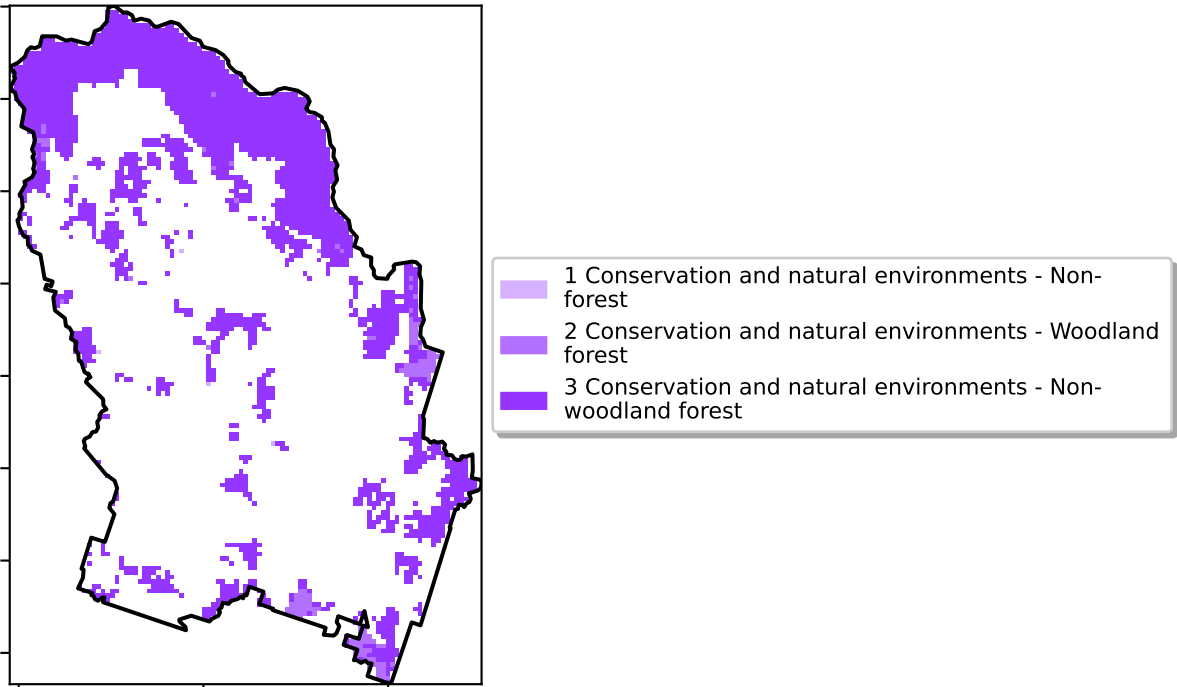 1 Conservation and natural environments - Non-
forest
2 Conservation and natural environments - Woodland
forest
3 Conservation and natural environments - Non-
woodland forest